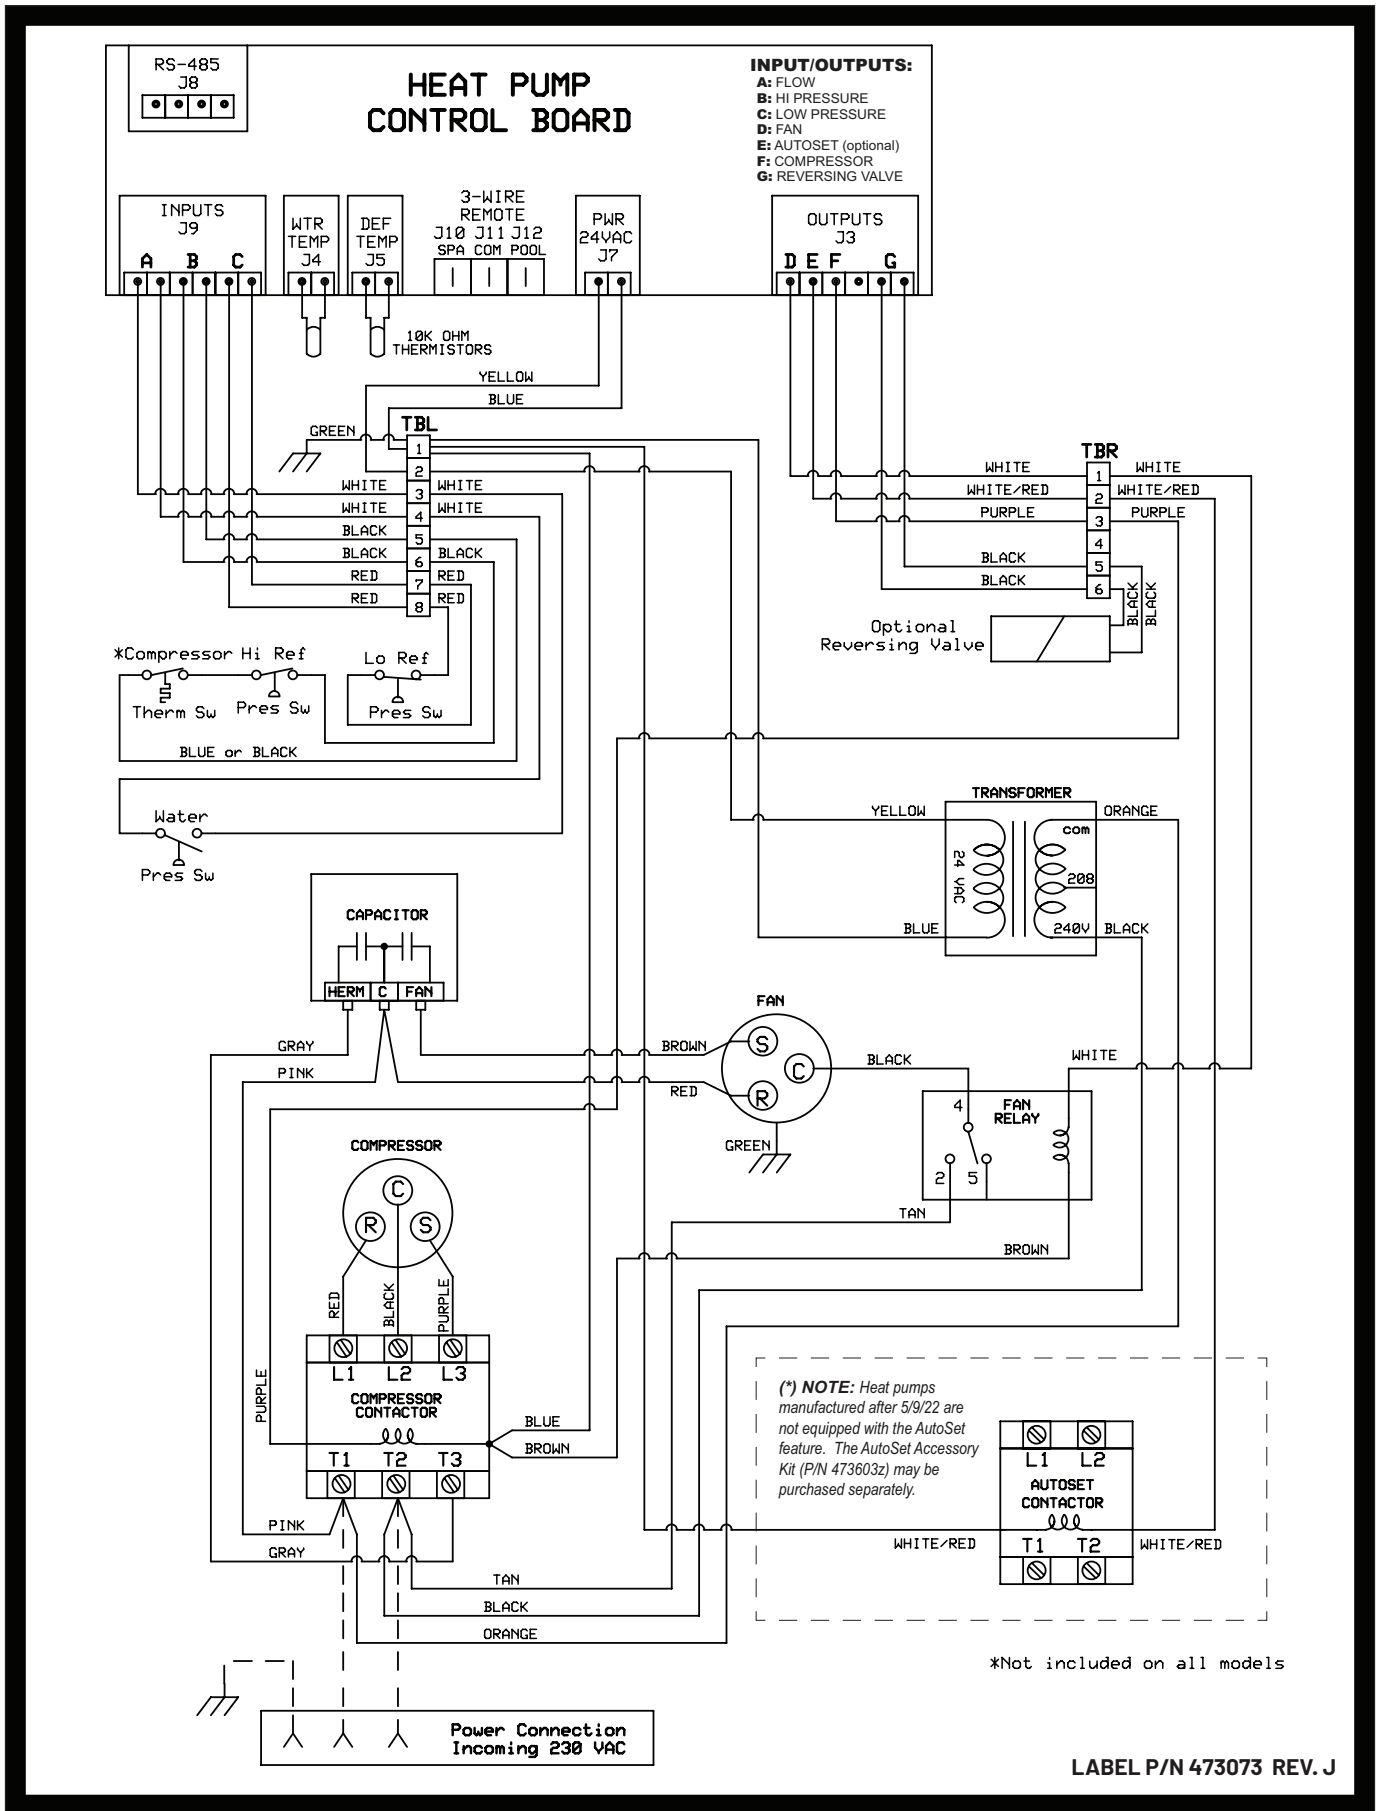 RS-485
J8
HEAT PUMP
CONTROL BOARD
INPUT/OUTPUTS:
A: FLOW
B: HI PRESSURE
C: LOW PRESSURE
D: FAN
E: AUTOSET (optional)
F: COMPRESSOR
G: REVERSING VALVE
INPUTS
J9
A B C
WTR
TEMP
J4
DEF
TEMP
J5
3-WIRE
REMOTE
J10 J11 J12
SPA COM POOL
PWR
24VAC
J7
OUTPUTS
J3
D E F G
10K OHM
THERMISTORS
YELLOW
BLUE
GREEN
TBL
1
2
WHITE 3 WHITE
WHITE 4 WHITE
BLACK 5
BLACK 6 BLACK
RED 7 RED
RED 8 RED
TBR
WHITE 1 WHITE
WHITE/RED 2 WHITE/RED
PURPLE 3 PURPLE
4
BLACK 5
BLACK 6
BLACK
BLACK
Optional
Reversing Valve
*Compressor Hi Ref
Therm Sw Pres Sw
Lo Ref
Pres Sw
BLUE or BLACK
Water
Pres Sw
TRANSFORMER
YELLOW
ORANGE
com
24 VAC
208
BLUE
240V
BLACK
CAPACITOR
HERM C FAN
GRAY
PINK
FAN
BROWN
S
C
R
RED
GREEN
BLACK
WHITE
4
FAN
RELAY
2 5
TAN
BROWN
COMPRESSOR
C
R S
RED
BLACK
PURPLE
L1 L2 L3
PURPLE
COMPRESSOR
CONTACTOR
BLUE
BROWN
T1 T2 T3
PINK
GRAY
TAN
BLACK
ORANGE
(*) NOTE: Heat pumps
manufactured after 5/9/22 are
not equipped with the AutoSet
feature. The AutoSet Accessory
Kit (P/N 473603z) may be
purchased separately.
L1 L2
AUTOSET
CONTACTOR
WHITE/RED
T1 T2
WHITE/RED
*Not included on all models
Power Connection
Incoming 230 VAC
LABEL P/N 473073 REV. J